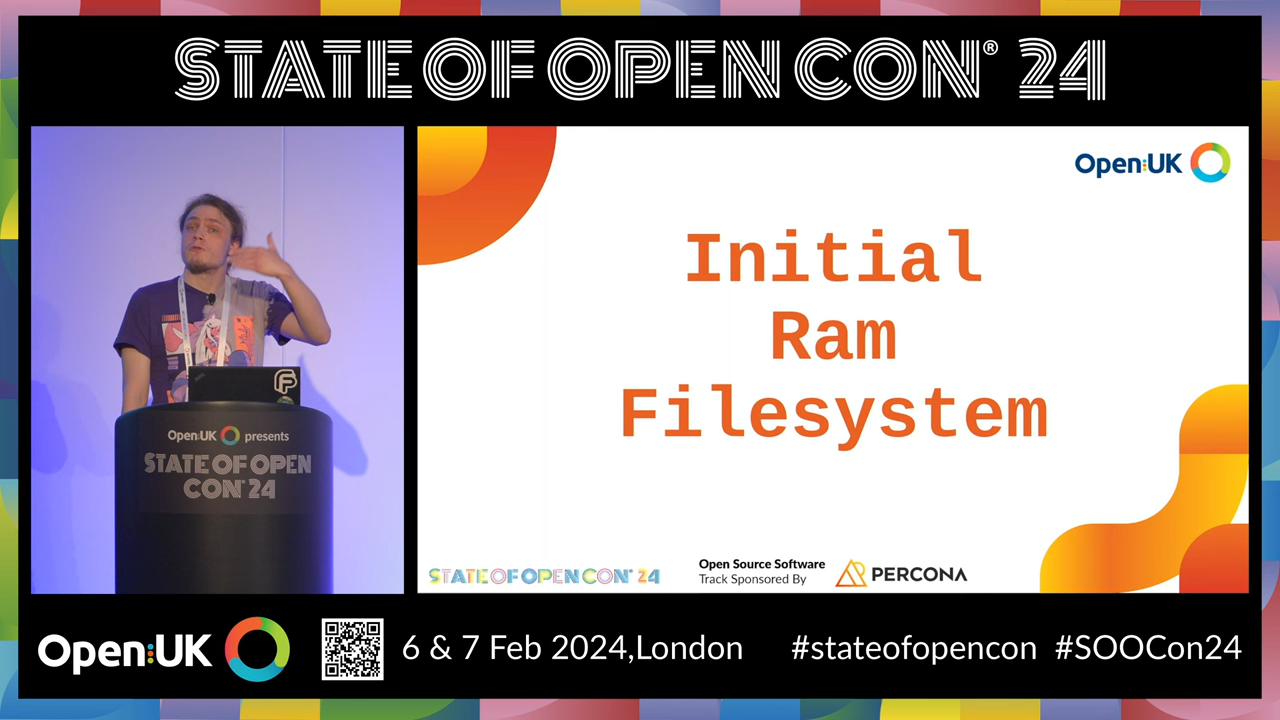 STATE OF OPEN CON® 24
Open:UK
Initial
Ram
Filesystem
Open:UK presents
STATE OF OPEN
CON® 24
STATE OF OPEN CON® 24
Open Source Software
Track Sponsored By
PERCONA
Open:UK
6 & 7 Feb 2024,London
#stateofopencon #SOOCon24